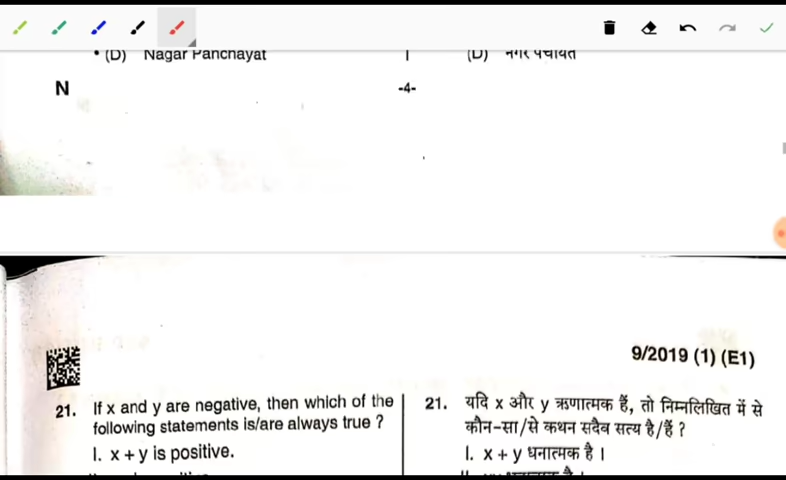 (D) Nagar Panchayat
(D) नगर पंचायत
N
-4-
9/2019 (1) (E1)
21. If x and y are negative, then which of the
following statements is/are always true ?
I. x + y is positive.
21. यदि x और y ऋणात्मक हैं, तो निम्नलिखित में से
कौन-सा/से कथन सदैव सत्य है/हैं ?
I. x + y धनात्मक है ।